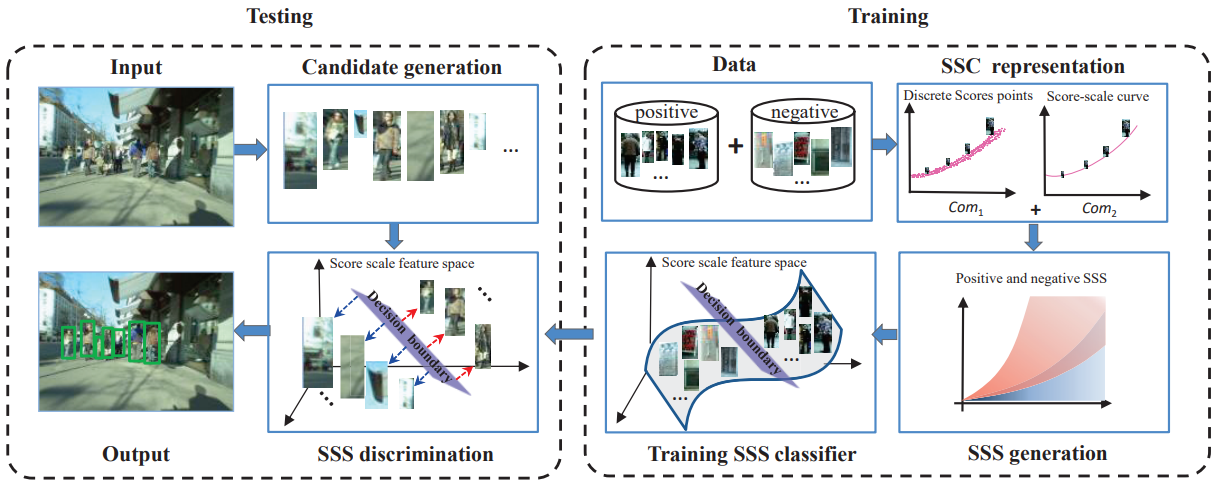 Testing
Training
Input
Candidate generation
...
Score scale feature space
Decision boundary
...
...
Output
SSS discrimination
Data
positive
...
+
negative
...
SSC representation
Discrete Scores points
Score-scale curve
Com1
+
Com2
Score scale feature space
Decision boundary
...
...
Training SSS classifier
Positive and negative SSS
SSS generation